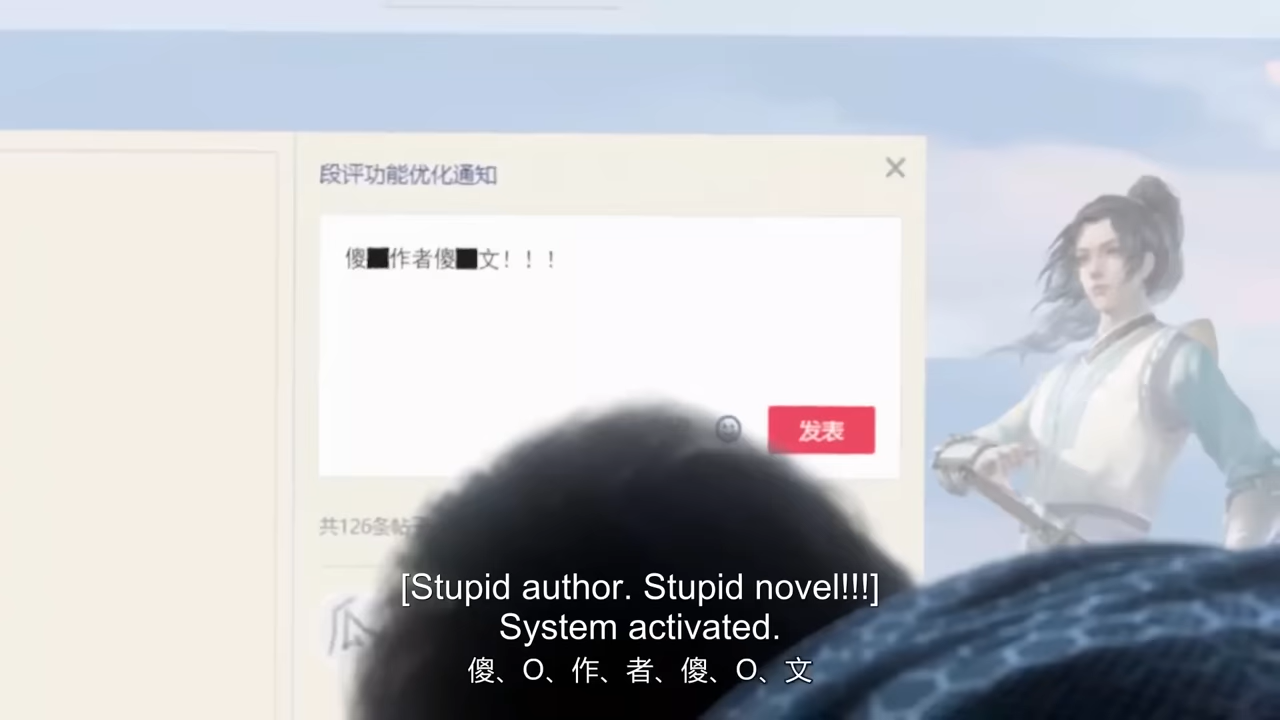 段评功能优化通知
傻■作者傻■文！！！
发表
共126条帖子
[Stupid author. Stupid novel!!!]
System activated.
傻、O、作、者、傻、O、文